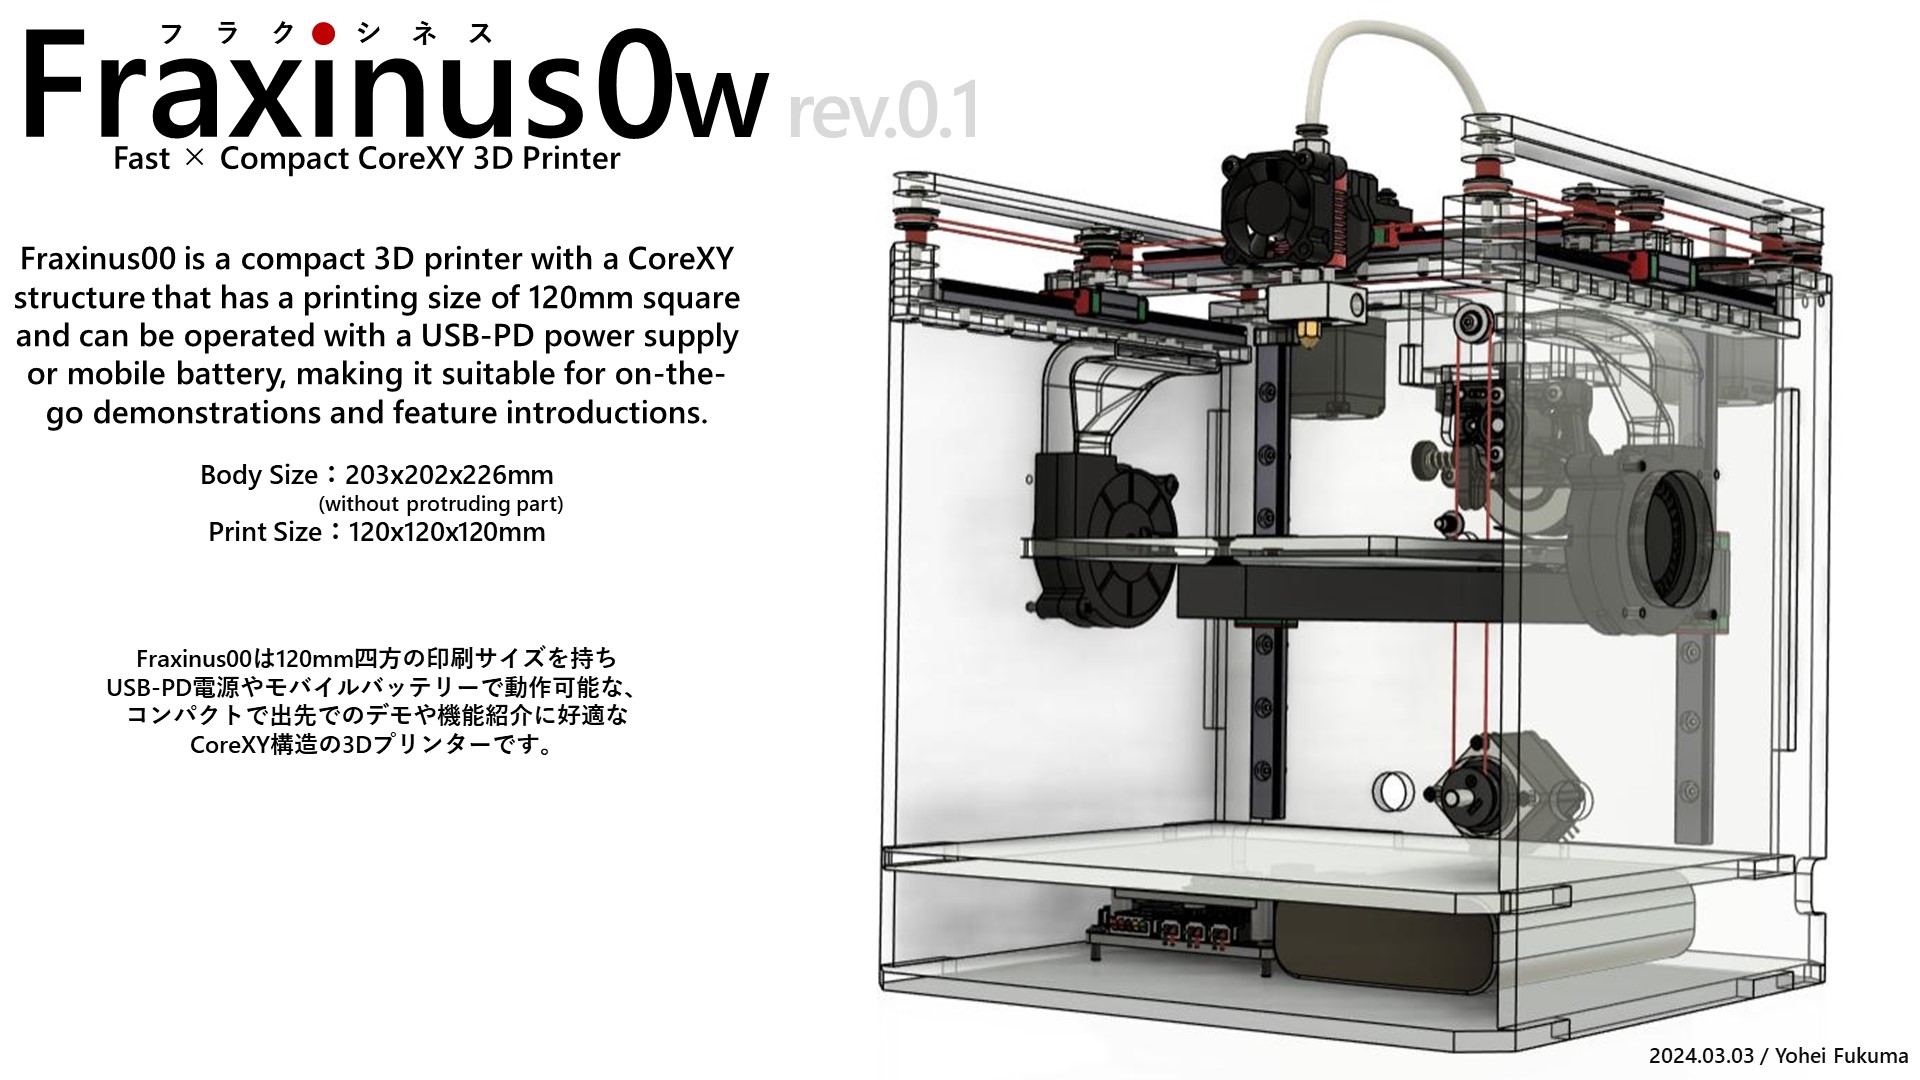 フラク●シネス
Fraxinus0w rev.0.1
Fast × Compact CoreXY 3D Printer
Fraxinus00 is a compact 3D printer with a CoreXY
structure that has a printing size of 120mm square
and can be operated with a USB-PD power supply
or mobile battery, making it suitable for on-the-
go demonstrations and feature introductions.
Body Size：203x202x226mm
(without protruding part)
Print Size：120x120x120mm
Fraxinus00は120mm四方の印刷サイズを持ち
USB-PD電源やモバイルバッテリーで動作可能な、
コンパクトで出先でのデモや機能紹介に好適な
CoreXY構造の3Dプリンターです。
2024.03.03 / Yohei Fukuma